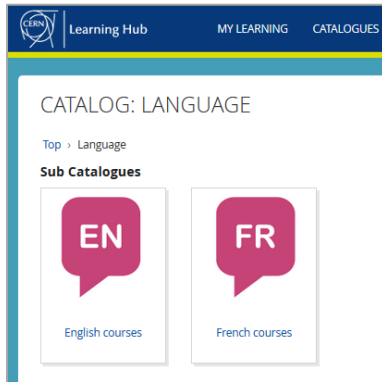 CERN Learning Hub MY LEARNING CATALOGUES
CATALOG: LANGUAGE
Top › Language
Sub Catalogues
EN FR
English courses French courses